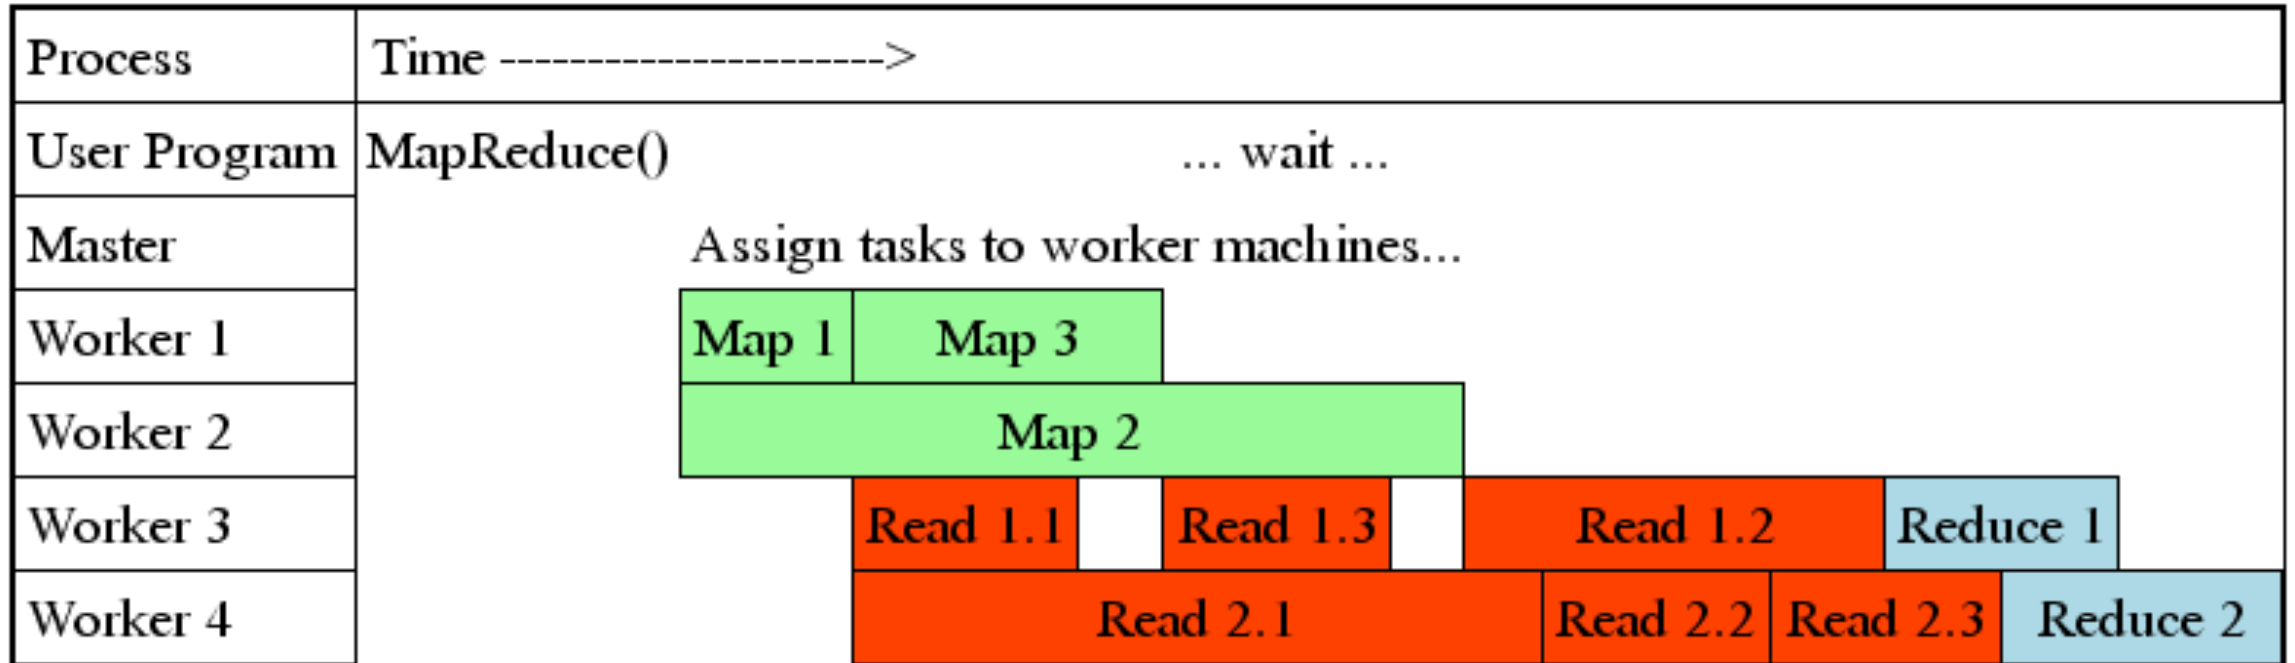 Process Time ---------------------->
User Program MapReduce() ... wait ...
Master Assign tasks to worker machines...
Worker 1 Map 1 Map 3
Worker 2 Map 2
Worker 3 Read 1.1 Read 1.3 Read 1.2 Reduce 1
Worker 4 Read 2.1 Read 2.2 Read 2.3 Reduce 2